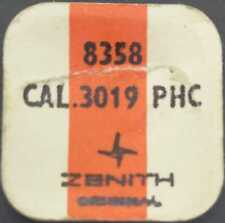 8358
CAL.3019 PHC
ZENITH
ORIGINAL